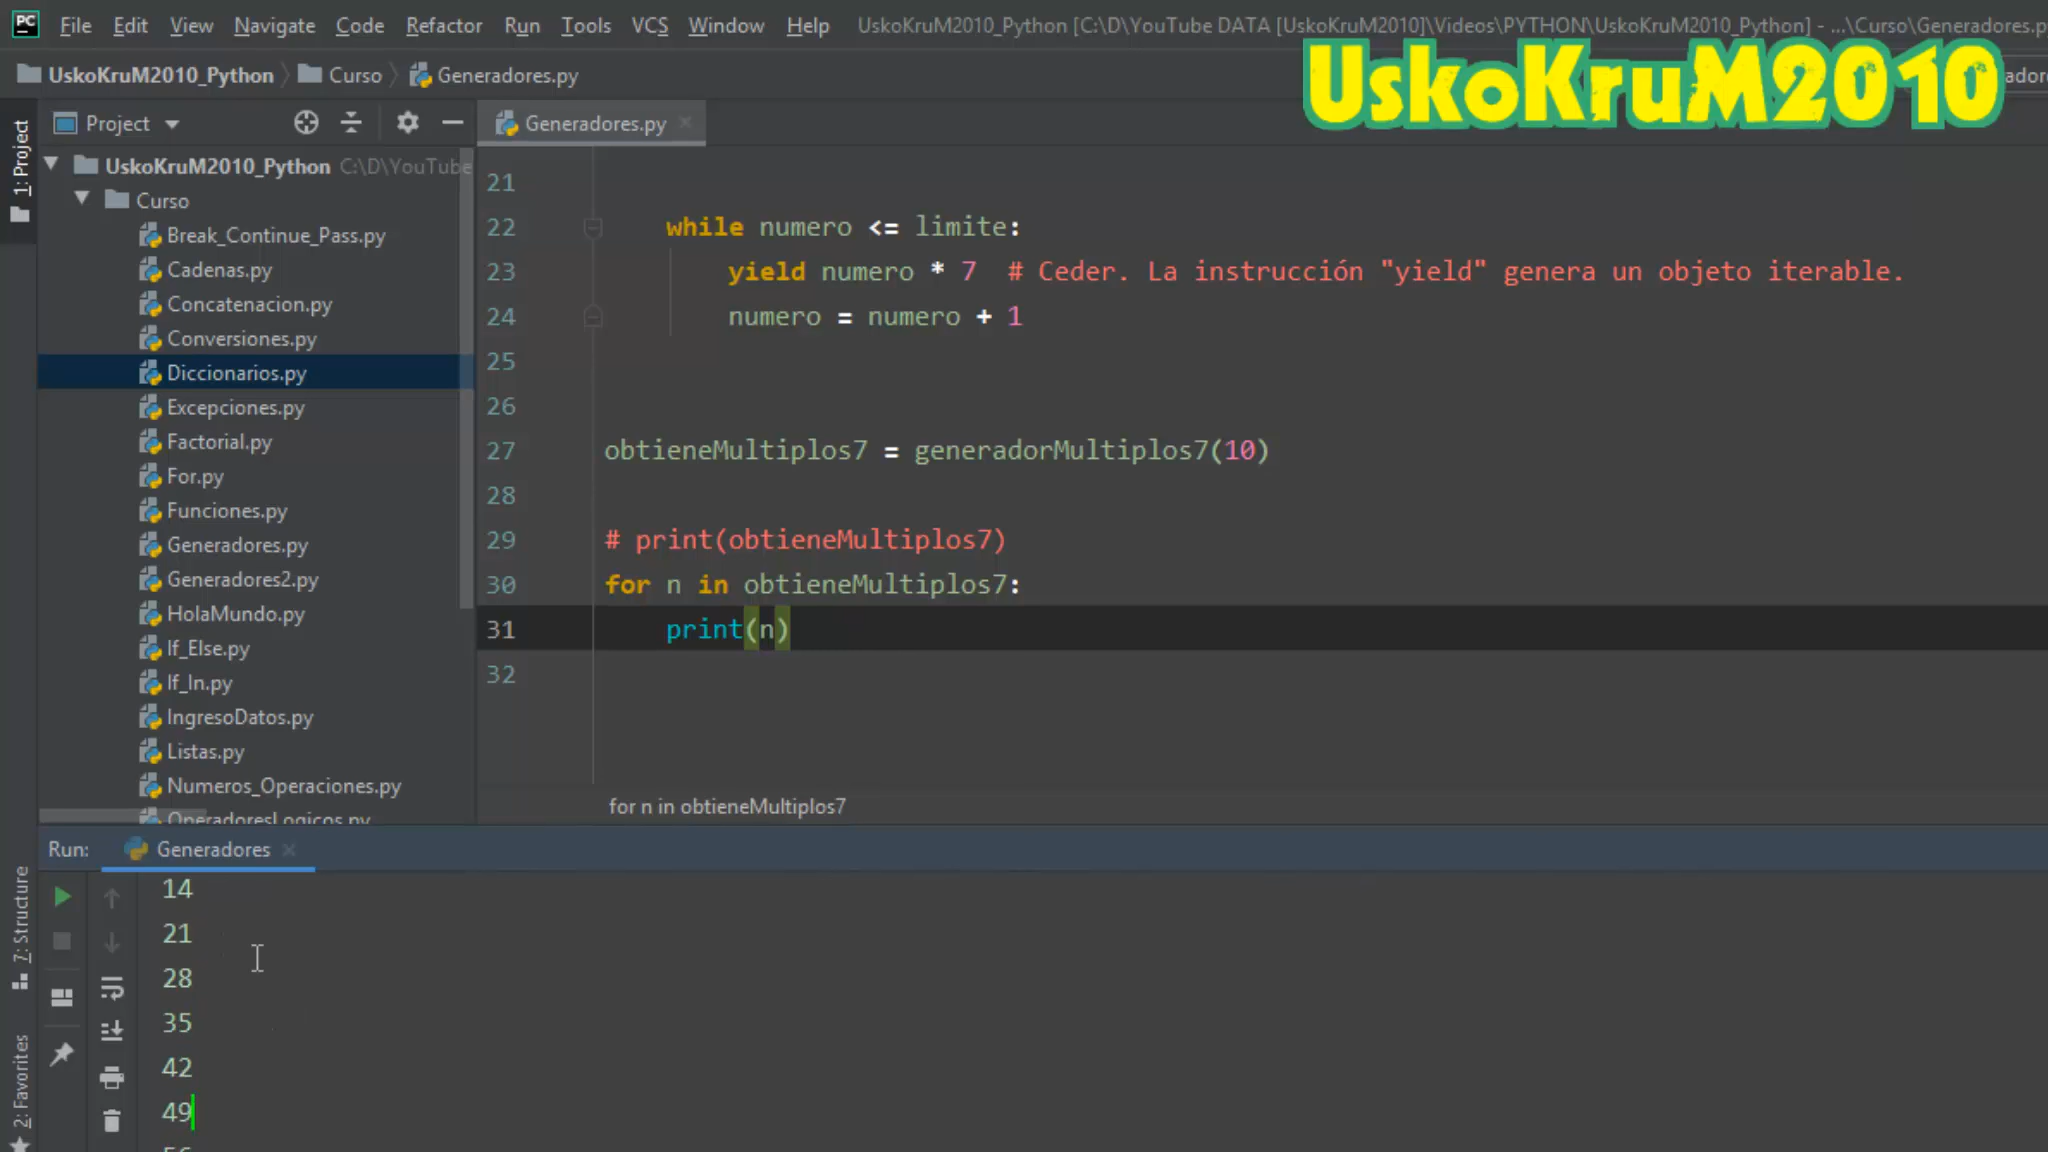 PC File Edit View Navigate Code Refactor Run Tools VCS Window Help UskoKruM2010_Python [C:\D\YouTube DATA [UskoKruM2010]\Videos\PYTHON\UskoKruM2010_Python] - ...\Curso\Generadores.py
UskoKruM2010
UskoKruM2010_Python Curso Generadores.py
Project
Generadores.py
1: Project
UskoKruM2010_Python C:\D\YouTube
Curso
Break_Continue_Pass.py
Cadenas.py
Concatenacion.py
Conversiones.py
Diccionarios.py
Excepciones.py
Factorial.py
For.py
Funciones.py
Generadores.py
Generadores2.py
HolaMundo.py
If_Else.py
If_In.py
IngresoDatos.py
Listas.py
Numeros_Operaciones.py
OperadoresLogicos.py
21
22 while numero <= limite:
23 yield numero * 7 # Ceder. La instrucción "yield" genera un objeto iterable.
24 numero = numero + 1
25
26
27 obtieneMultiplos7 = generadorMultiplos7(10)
28
29 # print(obtieneMultiplos7)
30 for n in obtieneMultiplos7:
31 print(n)
32
for n in obtieneMultiplos7
Run: Generadores
7: Structure
2: Favorites
14
21
28
35
42
49
56